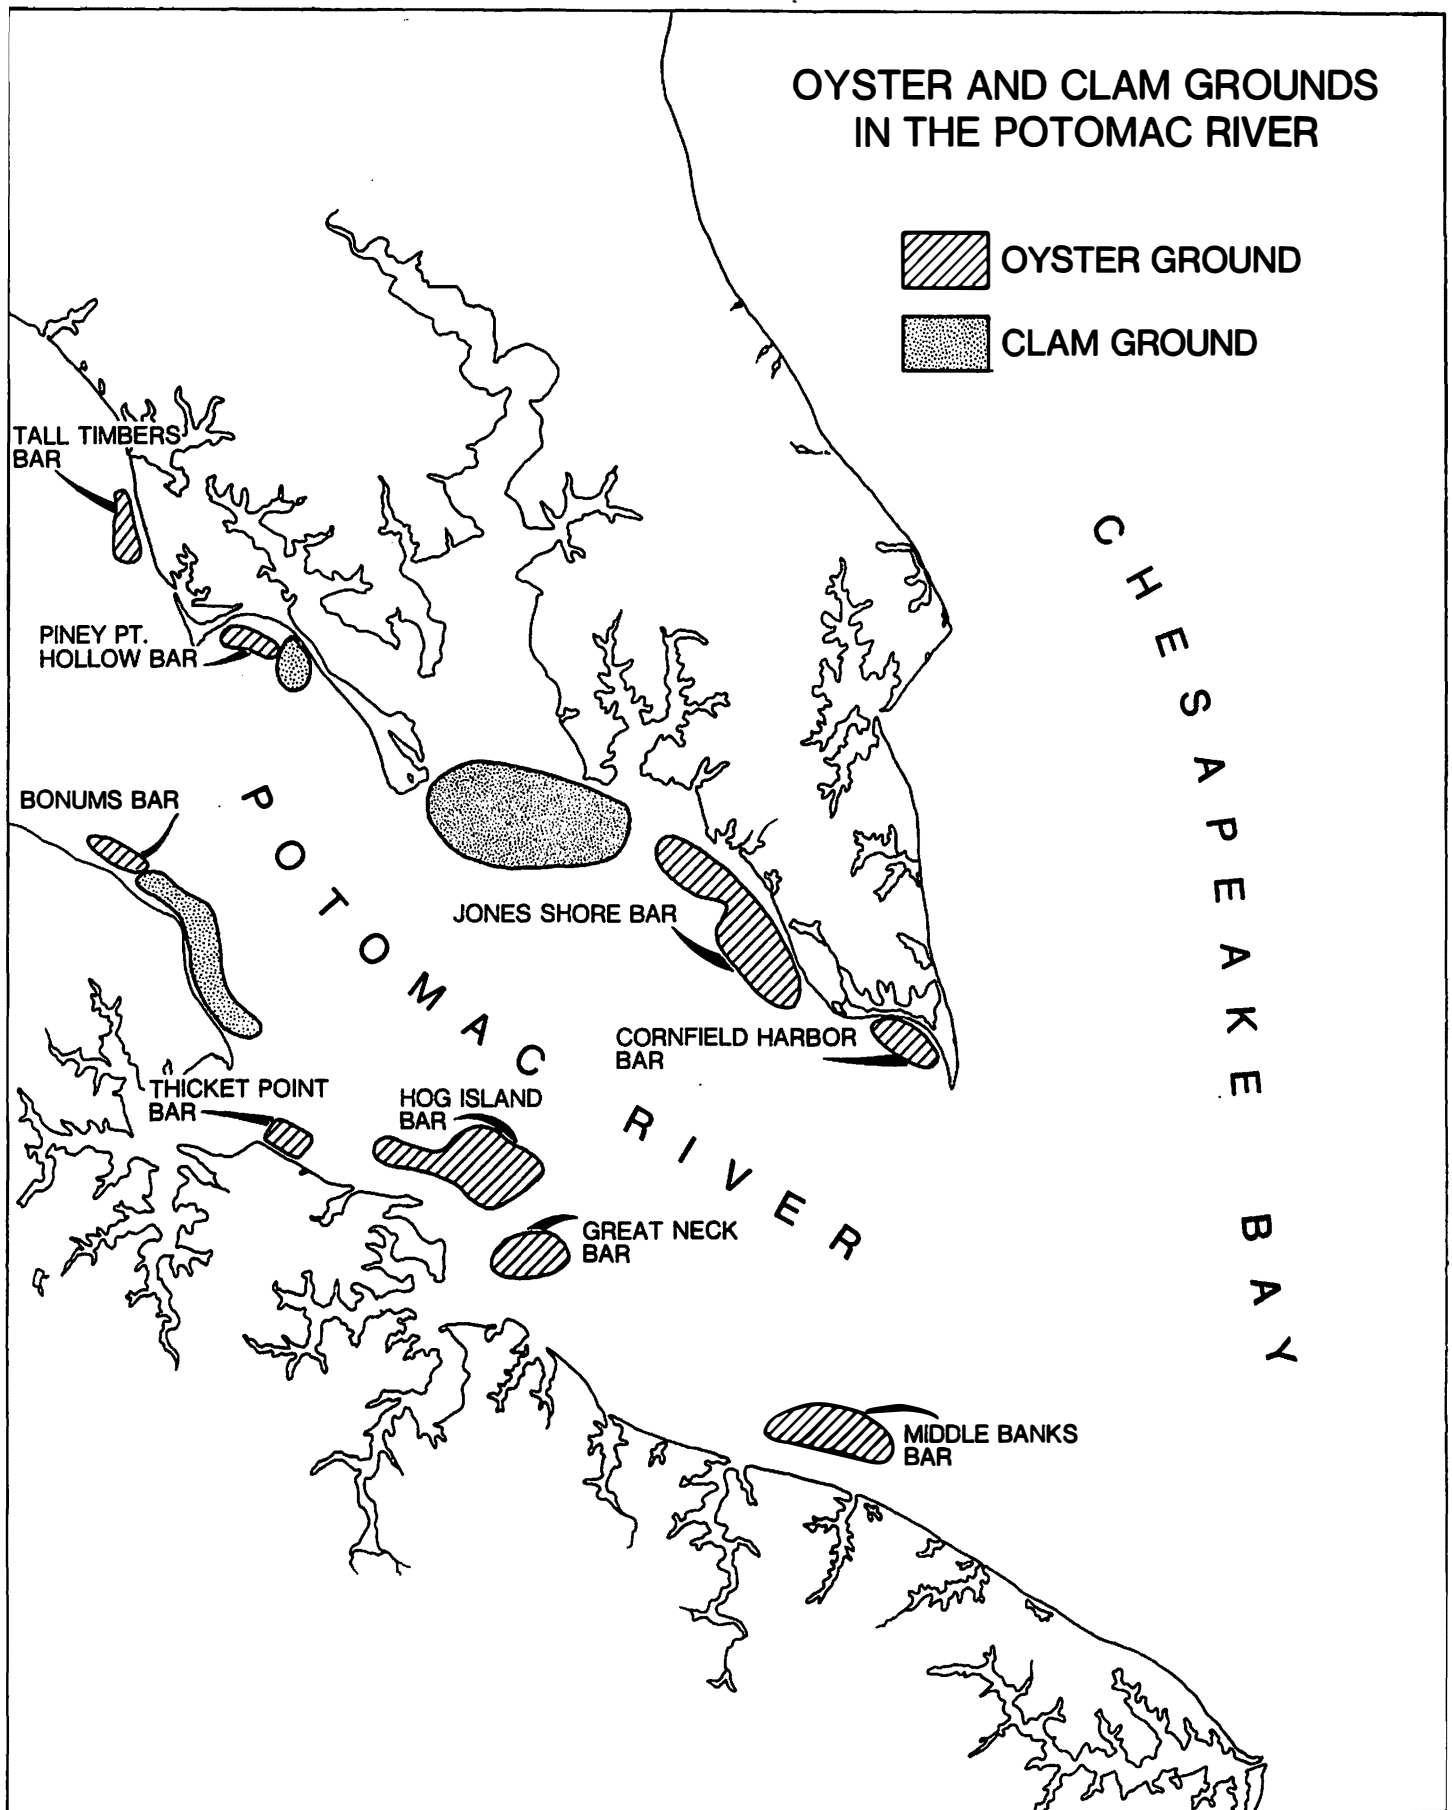 OYSTER AND CLAM GROUNDS
IN THE POTOMAC RIVER
OYSTER GROUND
CLAM GROUND
TALL TIMBERS
BAR
PINEY PT.
HOLLOW BAR
BONUMS BAR
JONES SHORE BAR
CORNFIELD HARBOR
BAR
THICKET POINT
BAR
HOG ISLAND
BAR
GREAT NECK
BAR
MIDDLE BANKS
BAR
POTOMAC RIVER
CHESAPEAKE BAY